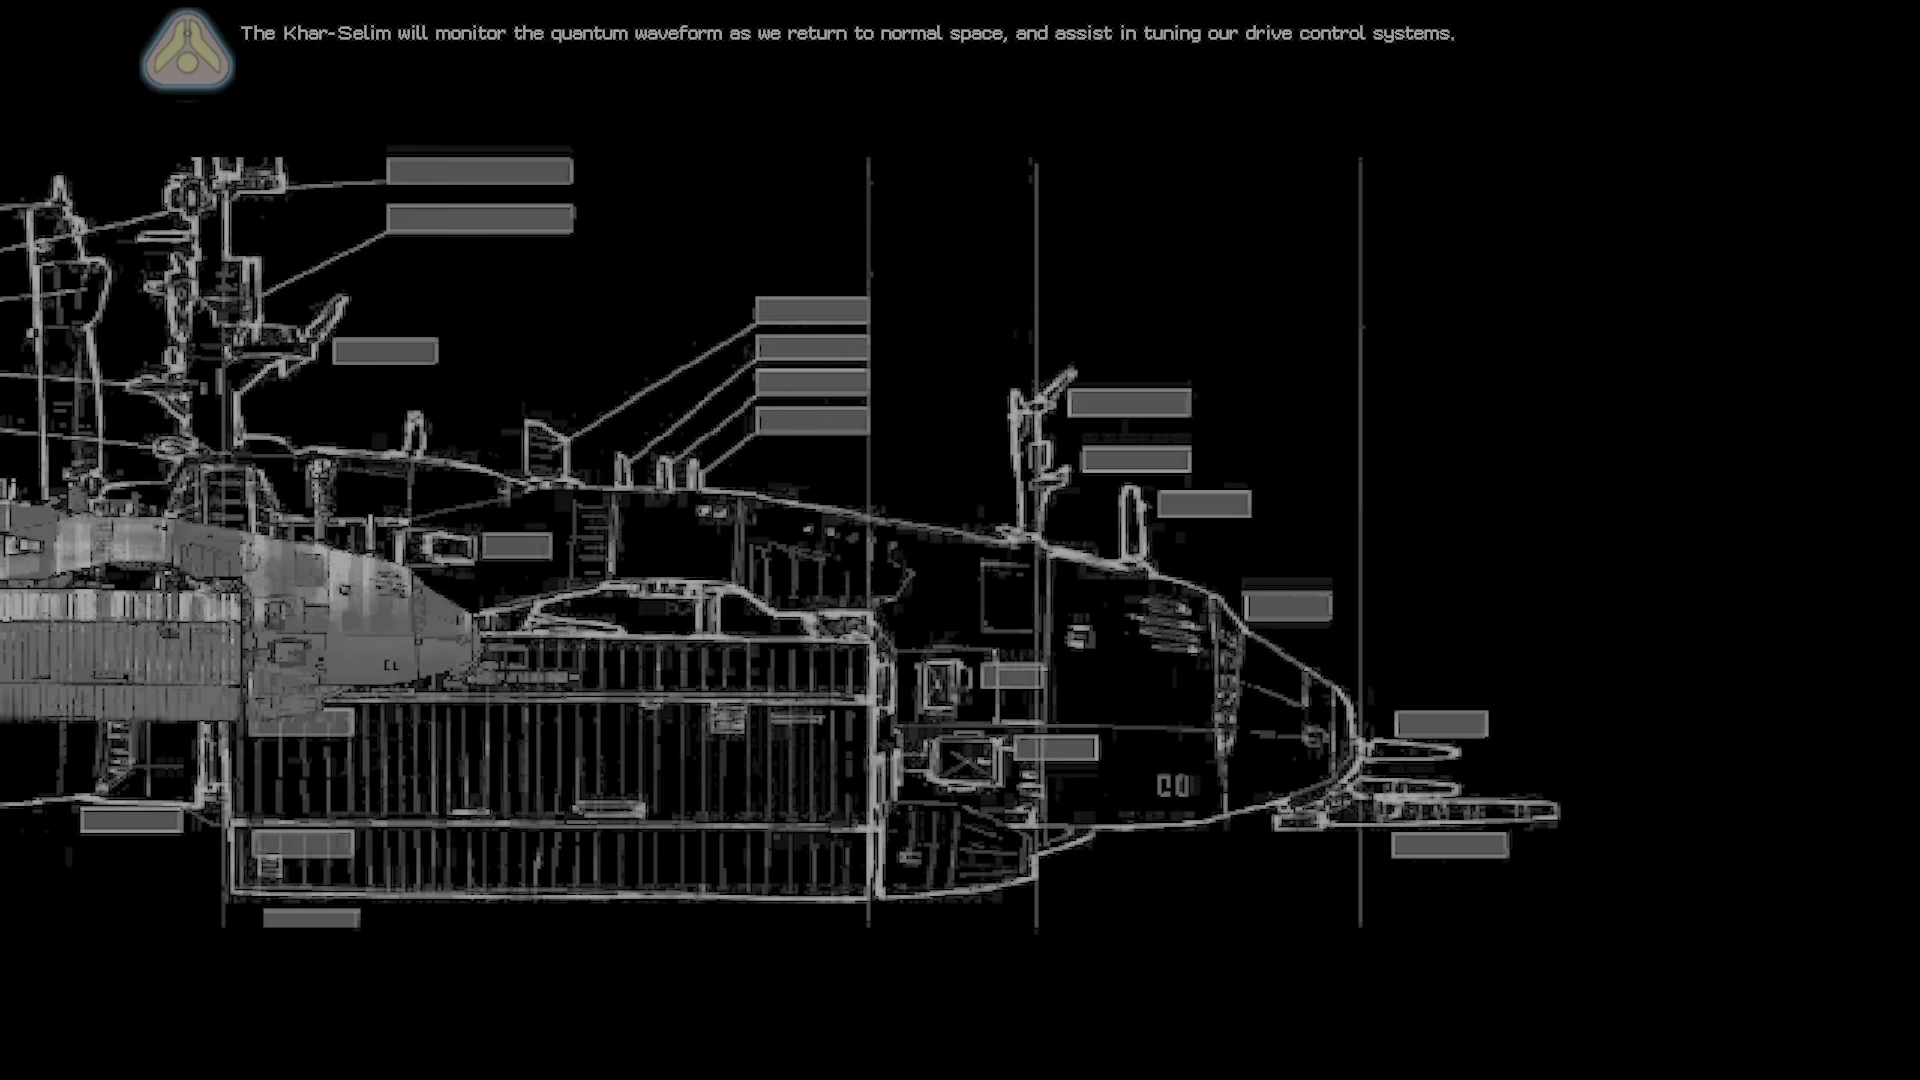 The Khar-Selim will monitor the quantum waveform as we return to normal space, and assist in tuning our drive control systems.